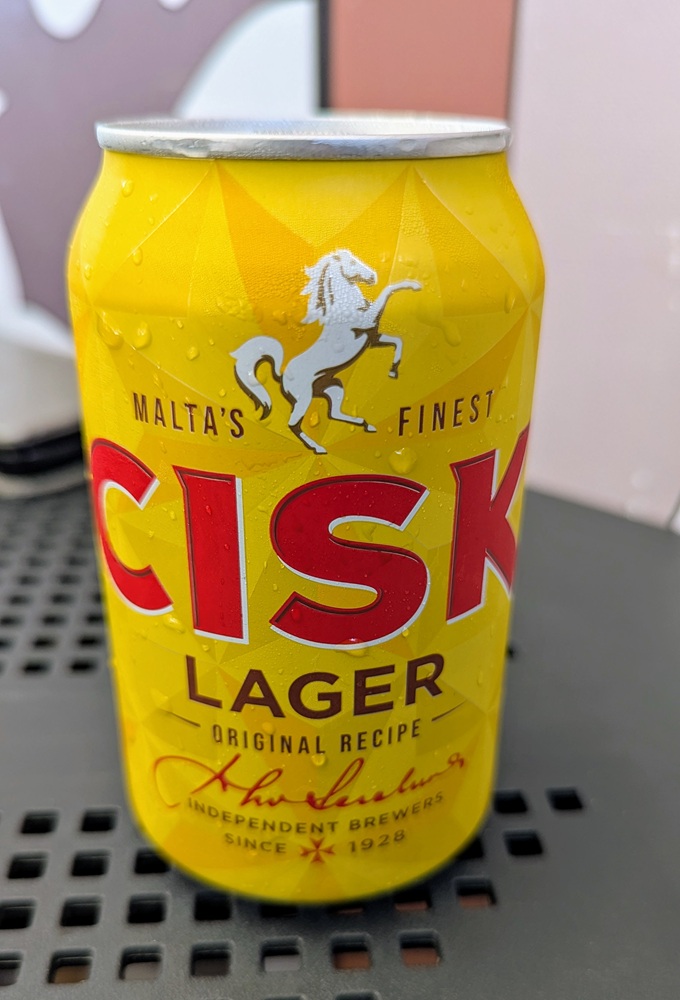 MALTA'S FINEST
CISK
LAGER
ORIGINAL RECIPE
INDEPENDENT BREWERS
SINCE 1928